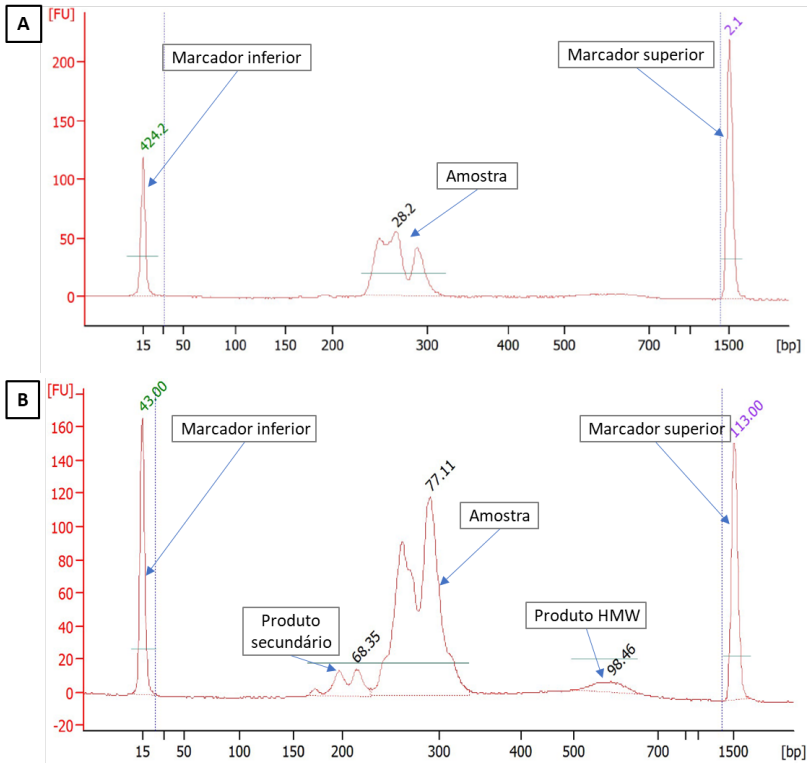 A
[FU]
2.1
Marcador inferior
Marcador superior
200
424.2
150
Amostra
28.2
100
50
0
15 50 100 150 200 300 400 500 700 1500 [bp]
B
[FU]
43.00
160
Marcador inferior
Marcador superior
113.00
140
77.11
120
Amostra
100
80
60
Produto
secundário
Produto HMW
40
68.35
98.46
20
0
-20
15 50 100 150 200 300 400 500 700 1500 [bp]